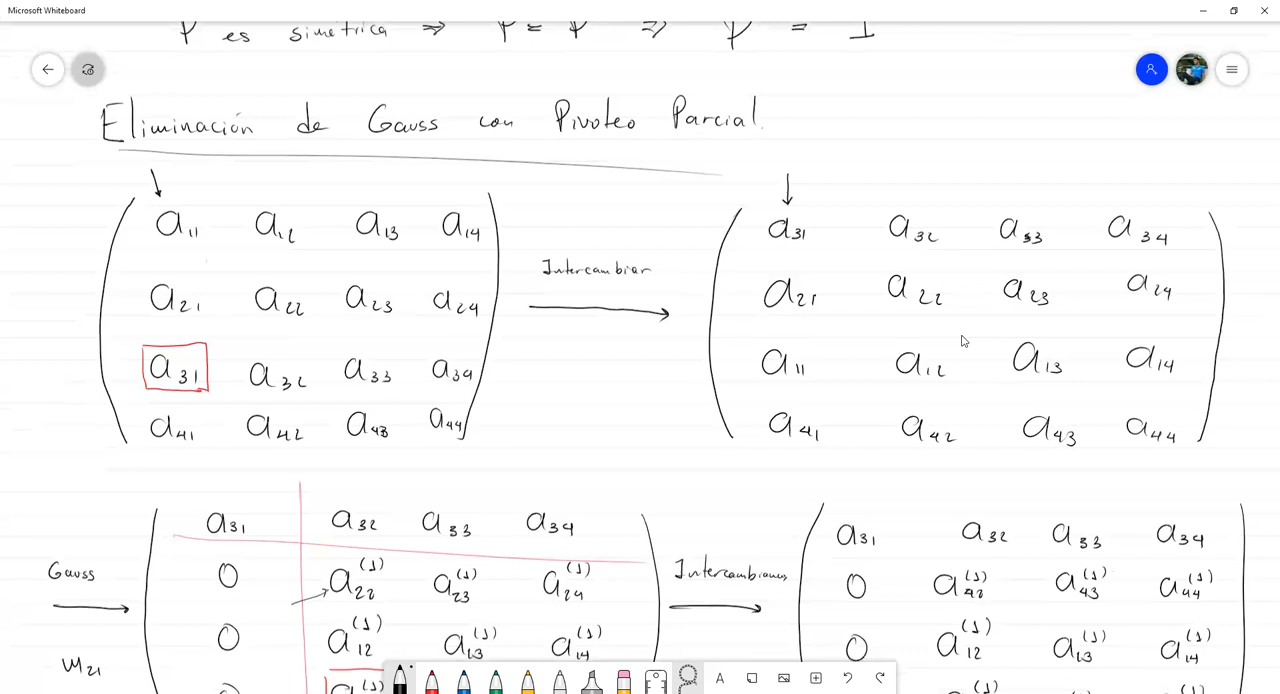 Microsoft Whiteboard
P es simetrica ⇒ P = P ⇒ P = I
Eliminación de Gauss con Pivoteo Parcial.
a11 a12 a13 a14
a21 a22 a23 a24
a31 a32 a33 a34
a41 a42 a43 a44
Intercambiar
a31 a32 a33 a34
a21 a22 a23 a24
a11 a12 a13 a14
a41 a42 a43 a44
Gauss
m21
a31 a32 a33 a34
0 a22(1) a23(1) a24(1)
0 a12(1) a13(1) a14(1)
a(1)
Intercambiamos
a31 a32 a33 a34
0 a42(1) a43(1) a44(1)
0 a12(1) a13(1) a14(1)
(1) (1) (1)
A